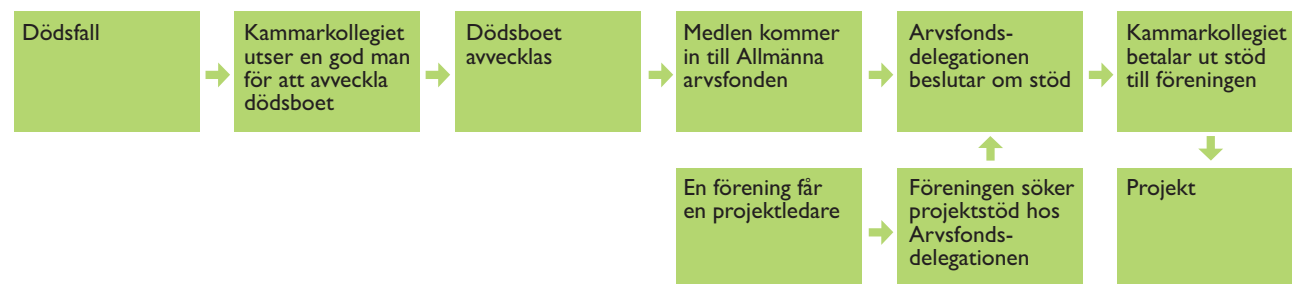 Dödsfall
Kammarkollegiet
utser en god man
för att avveckla
dödsboet
Dödsboet
avvecklas
Medlen kommer
in till Allmänna
arvsfonden
Arvsfonds-
delegationen
beslutar om stöd
Kammarkollegiet
betalar ut stöd
till föreningen
En förening får
en projektledare
Föreningen söker
projektstöd hos
Arvsfonds-
delegationen
Projekt